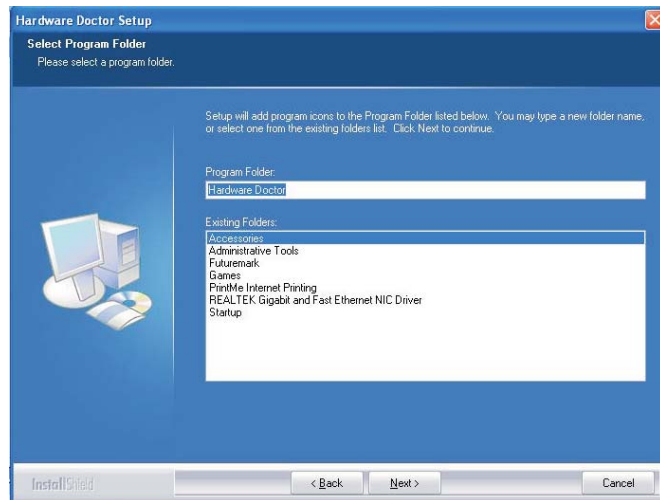 Hardware Doctor Setup
Select Program Folder
Please select a program folder.
Setup will add program icons to the Program Folder listed below. You may type a new folder name,
or select one from the existing folders list. Click Next to continue.
Program Folder:
Hardware Doctor
Existing Folders:
Accessories
Administrative Tools
Futuremark
Games
PrintMe Internet Printing
REALTEK Gigabit and Fast Ethernet NIC Driver
Startup
InstallShield
< Back
Next >
Cancel